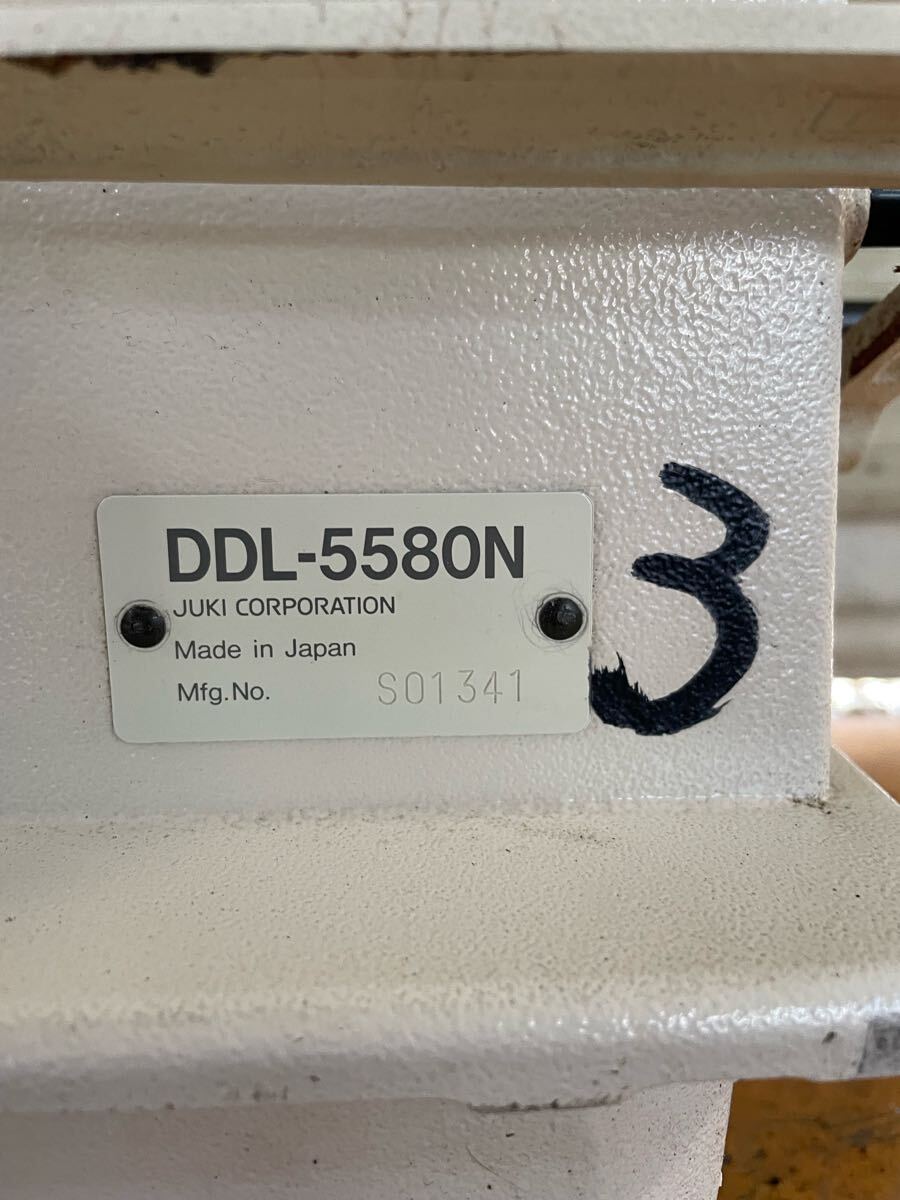 DDL-5580N
JUKI CORPORATION
Made in Japan
Mfg.No. S01341
3